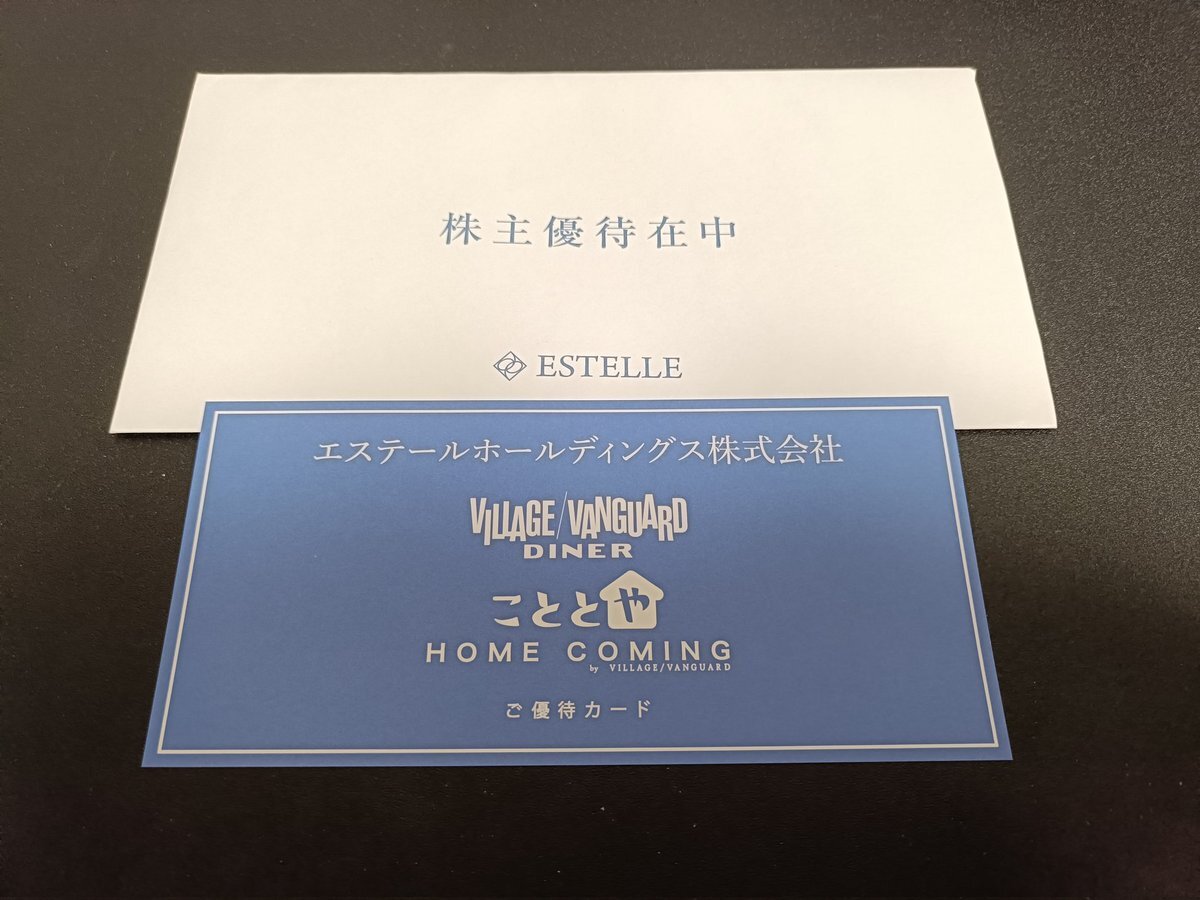 株主優待在中
ESTELLE
エステールホールディングス株式会社
VILLAGE/VANGUARD
DINER
こととや
HOME COMING
by VILLAGE/VANGUARD
ご優待カード